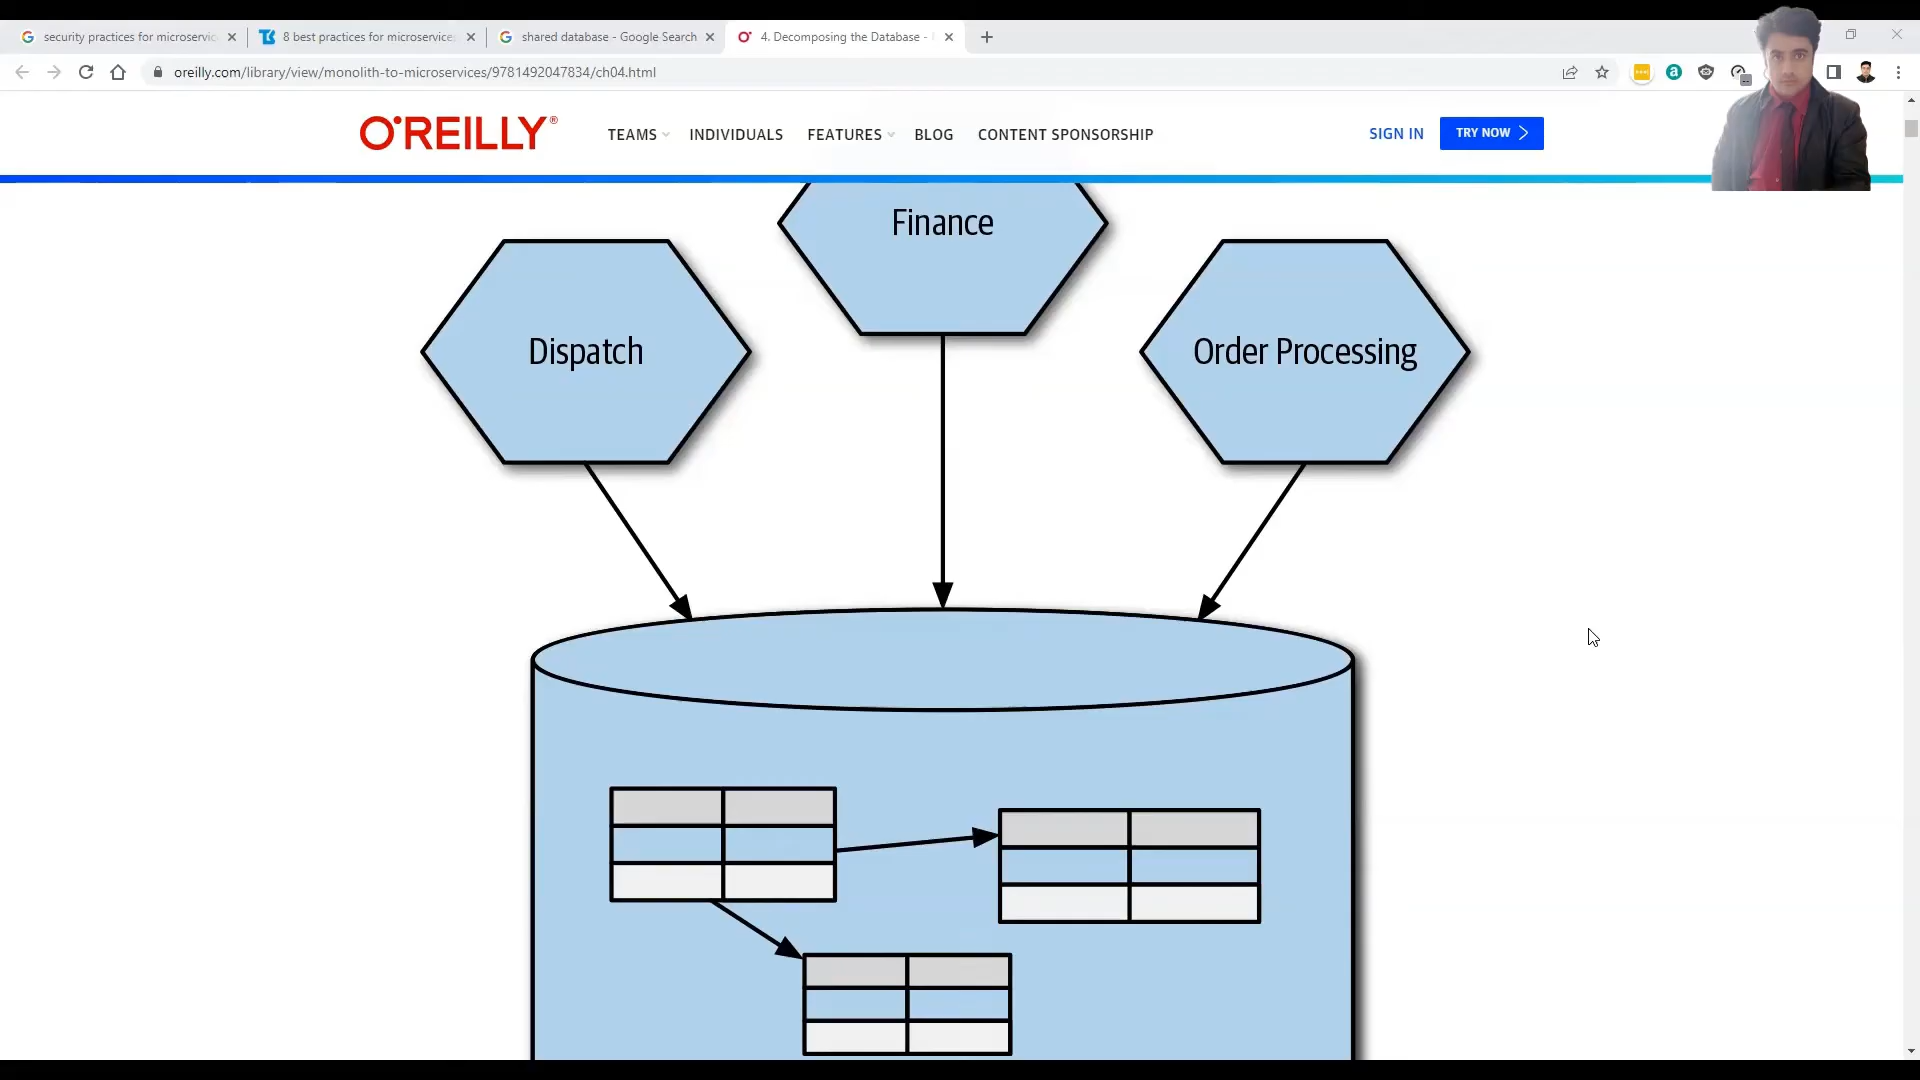 security practices for microservic
8 best practices for microservice
shared database - Google Search
4. Decomposing the Database -
oreilly.com/library/view/monolith-to-microservices/9781492047834/ch04.html
O'REILLY®
TEAMS
INDIVIDUALS
FEATURES
BLOG
CONTENT SPONSORSHIP
SIGN IN
TRY NOW
Finance
Dispatch
Order Processing